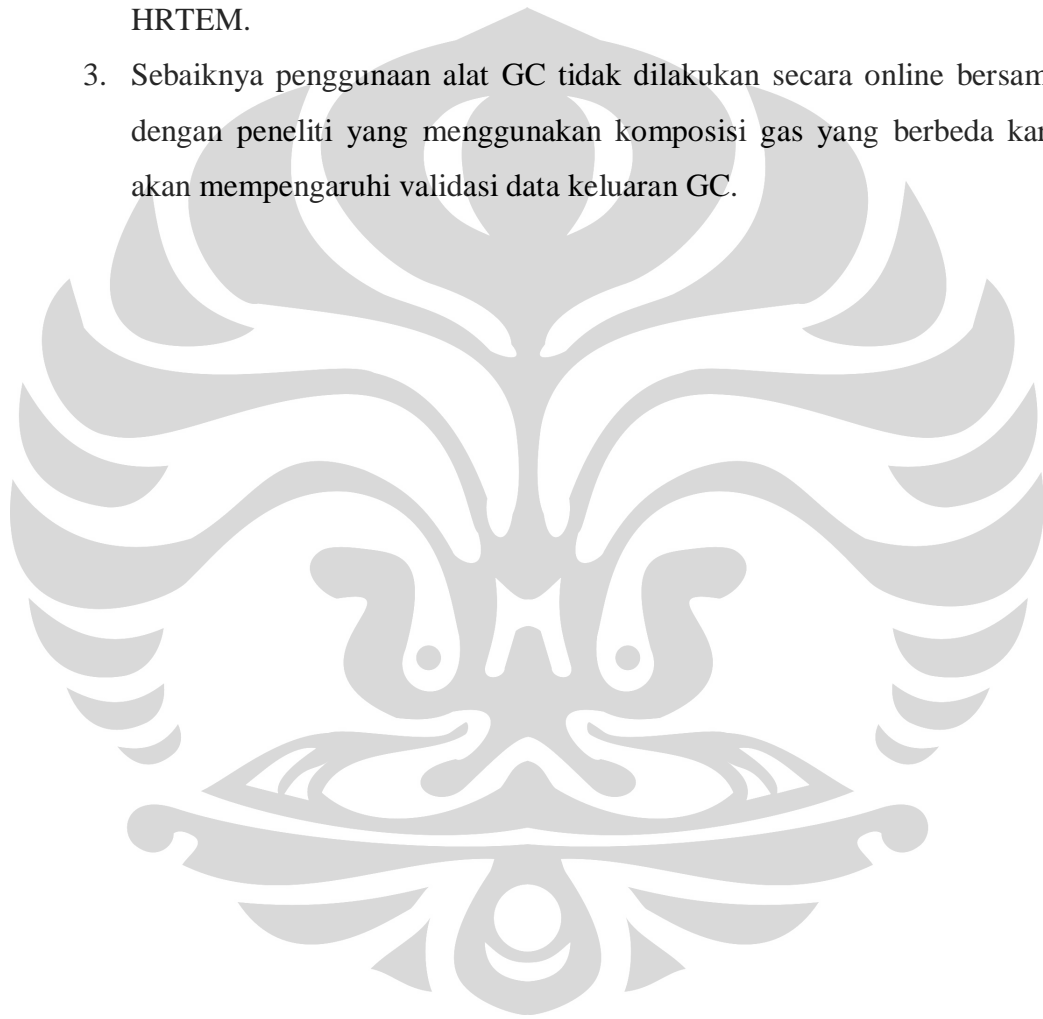 HRTEM.
3. Sebaiknya penggunaan alat GC tidak dilakukan secara online bersam
dengan peneliti yang menggunakan komposisi gas yang berbeda kar
akan mempengaruhi validasi data keluaran GC.